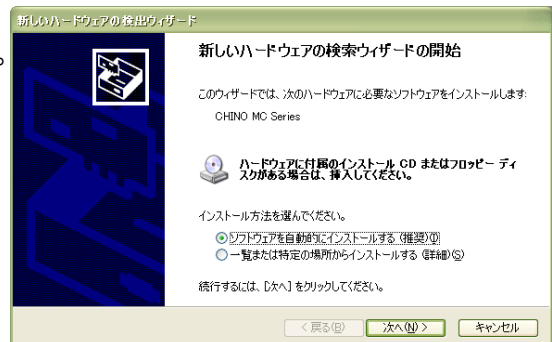 新しいハードウェアの検出ウィザード
新しいハードウェアの検索ウィザードの開始
このウィザードでは、次のハードウェアに必要なソフトウェアをインストールします:
CHINO MC Series
ハードウェアに付属のインストール CD またはフロッピー ディ
スクがある場合は、挿入してください。
インストール方法を選んでください。
ソフトウェアを自動的にインストールする (推奨)(I)
一覧または特定の場所からインストールする (詳細)(S)
続行するには、[次へ] をクリックしてください。
< 戻る(B)
次へ(N) >
キャンセル